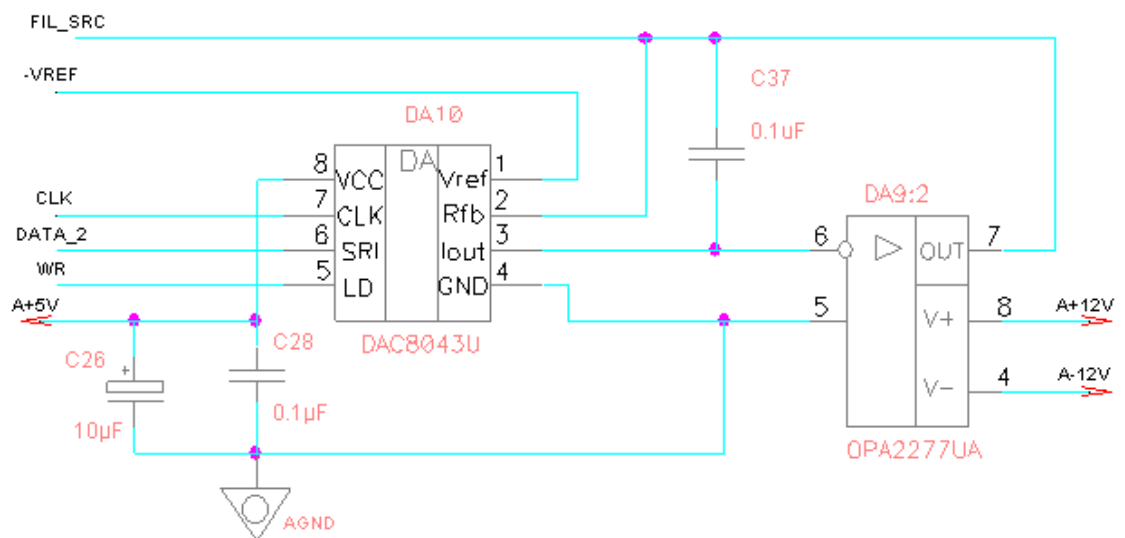 FIL_SRC
-VREF
C37
0.1uF
DA10
DA
8 VCC Vref 1
CLK 7 CLK Rfb 2
DATA_2 6 SRI Iout 3
WR 5 LD GND 4
DA9:2
6 OUT 7
5 V+ 8 A+12V
V- 4 A-12V
OPA2277UA
A+5V
DAC8043U
C26
+
10µF
C28
0.1µF
AGND